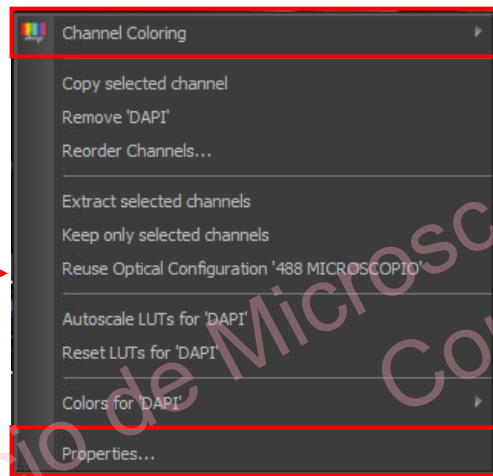 Channel Coloring
Copy selected channel
Remove 'DAPI'
Reorder Channels...
Extract selected channels
Keep only selected channels
Reuse Optical Configuration '488 MICROSCOPIO'
Autoscale LUTs for 'DAPI'
Reset LUTs for 'DAPI'
Colors for 'DAPI'
Properties...
de